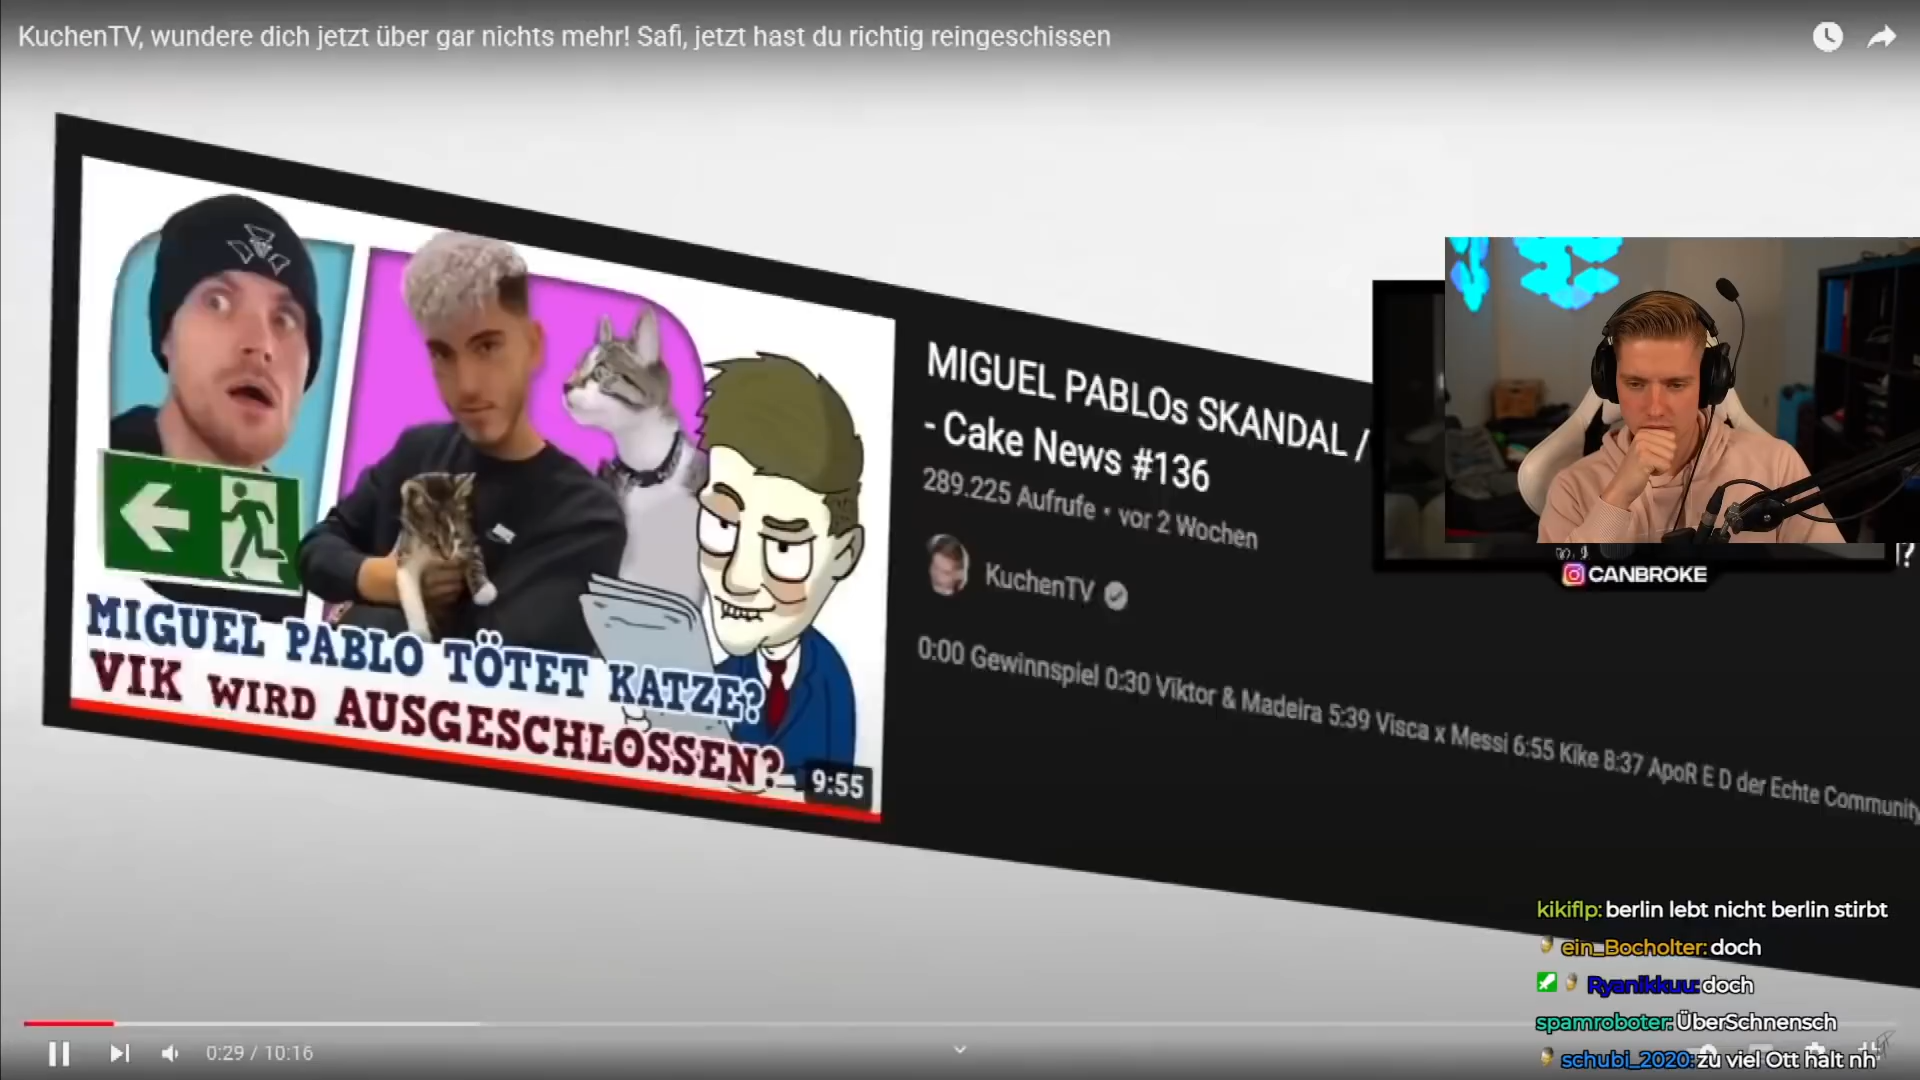 KuchenTV, wundere dich jetzt über gar nichts mehr! Safi, jetzt hast du richtig reingeschissen
MIGUEL PABLO TÖTET KATZE?
VIK WIRD AUSGESCHLOSSEN?
9:55
MIGUEL PABLOs SKANDAL /
- Cake News #136
289.225 Aufrufe • vor 2 Wochen
KuchenTV
0:00 Gewinnspiel 0:30 Viktor & Madeira 5:39 Visca x Messi 6:55 Kike 8:37 ApoR E D der Echte Community
CANBROKE
?
kikiflp: berlin lebt nicht berlin stirbt
ein_Bocholter: doch
Ryanikkuu: doch
spamroboter: ÜberSchnensch
schubi_2020: zu viel Ott halt nh
0:29 / 10:16